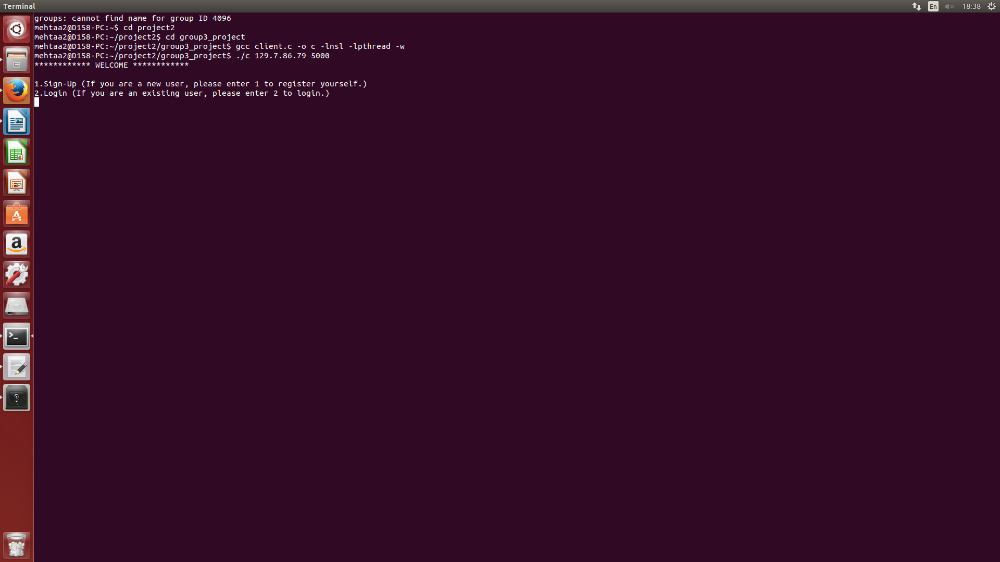 Terminal
En
18:38
groups: cannot find name for group ID 4096
mehtaa2@D158-PC:~$ cd project2
mehtaa2@D158-PC:~/project2$ cd group3_project
mehtaa2@D158-PC:~/project2/group3_project$ gcc client.c -o c -lnsl -lpthread -w
mehtaa2@D158-PC:~/project2/group3_project$ ./c 129.7.86.79 5000
************ WELCOME ************
1.Sign-Up (If you are a new user, please enter 1 to register yourself.)
2.Login (If you are an existing user, please enter 2 to login.)